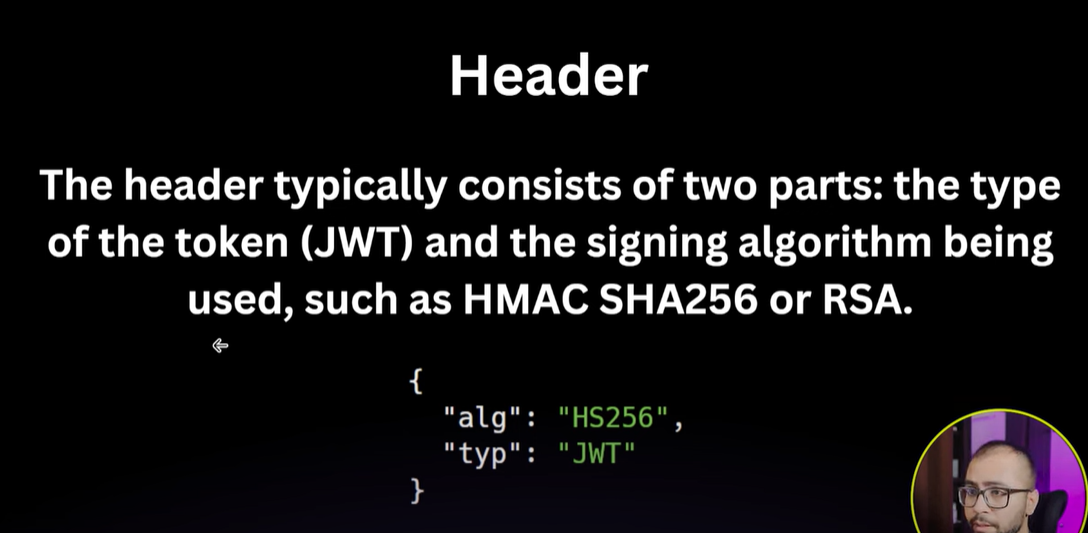 Header
The header typically consists of two parts: the type
of the token (JWT) and the signing algorithm being
used, such as HMAC SHA256 or RSA.
{
"alg": "HS256",
"typ": "JWT"
}